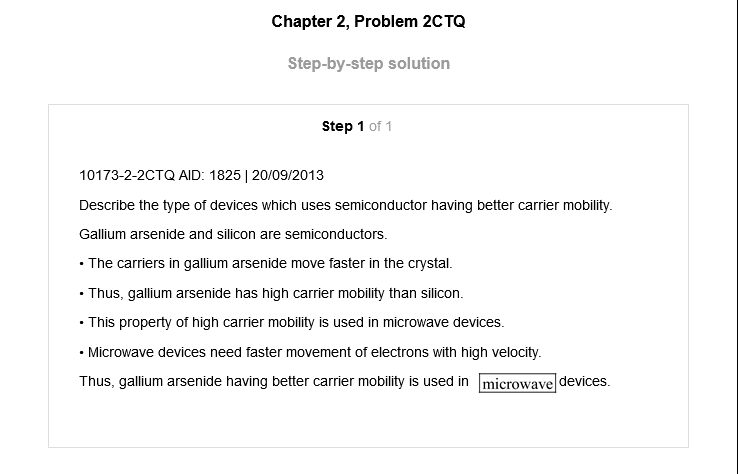 Chapter 2, Problem 2CTQ
Step-by-step solution
Step 1 of 1
10173-2-2CTQ AID: 1825 | 20/09/2013
Describe the type of devices which uses semiconductor having better carrier mobility.
Gallium arsenide and silicon are semiconductors.
• The carriers in gallium arsenide move faster in the crystal.
• Thus, gallium arsenide has high carrier mobility than silicon.
• This property of high carrier mobility is used in microwave devices.
• Microwave devices need faster movement of electrons with high velocity.
Thus, gallium arsenide having better carrier mobility is used in microwave devices.